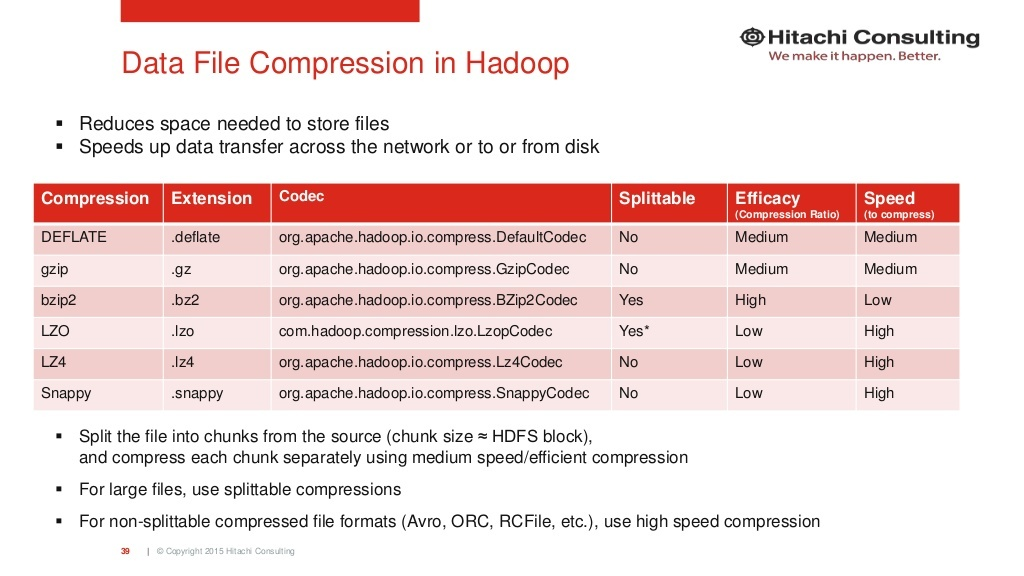 Hitachi Consulting
We make it happen. Better.
Data File Compression in Hadoop
▪ Reduces space needed to store files
▪ Speeds up data transfer across the network or to or from disk
Compression Extension Codec Splittable Efficacy (Compression Ratio) Speed (to compress)
DEFLATE .deflate org.apache.hadoop.io.compress.DefaultCodec No Medium Medium
gzip .gz org.apache.hadoop.io.compress.GzipCodec No Medium Medium
bzip2 .bz2 org.apache.hadoop.io.compress.BZip2Codec Yes High Low
LZO .lzo com.hadoop.compression.lzo.LzopCodec Yes* Low High
LZ4 .lz4 org.apache.hadoop.io.compress.Lz4Codec No Low High
Snappy .snappy org.apache.hadoop.io.compress.SnappyCodec No Low High
▪ Split the file into chunks from the source (chunk size ≈ HDFS block),
and compress each chunk separately using medium speed/efficient compression
▪ For large files, use splittable compressions
▪ For non-splittable compressed file formats (Avro, ORC, RCFile, etc.), use high speed compression
39 | © Copyright 2015 Hitachi Consulting